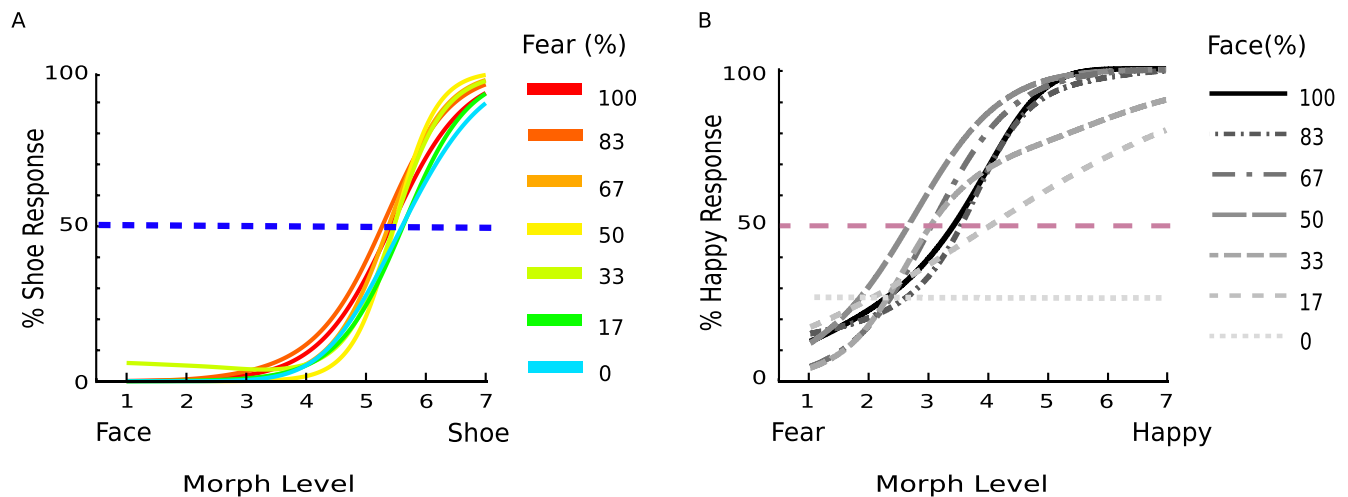 A
Fear (%)
100
83
67
50
33
17
0
% Shoe Response
100
50
0
1 2 3 4 5 6 7
Face Shoe
Morph Level
B
Face(%)
100
83
67
50
33
17
0
% Happy Response
100
50
0
1 2 3 4 5 6 7
Fear Happy
Morph Level